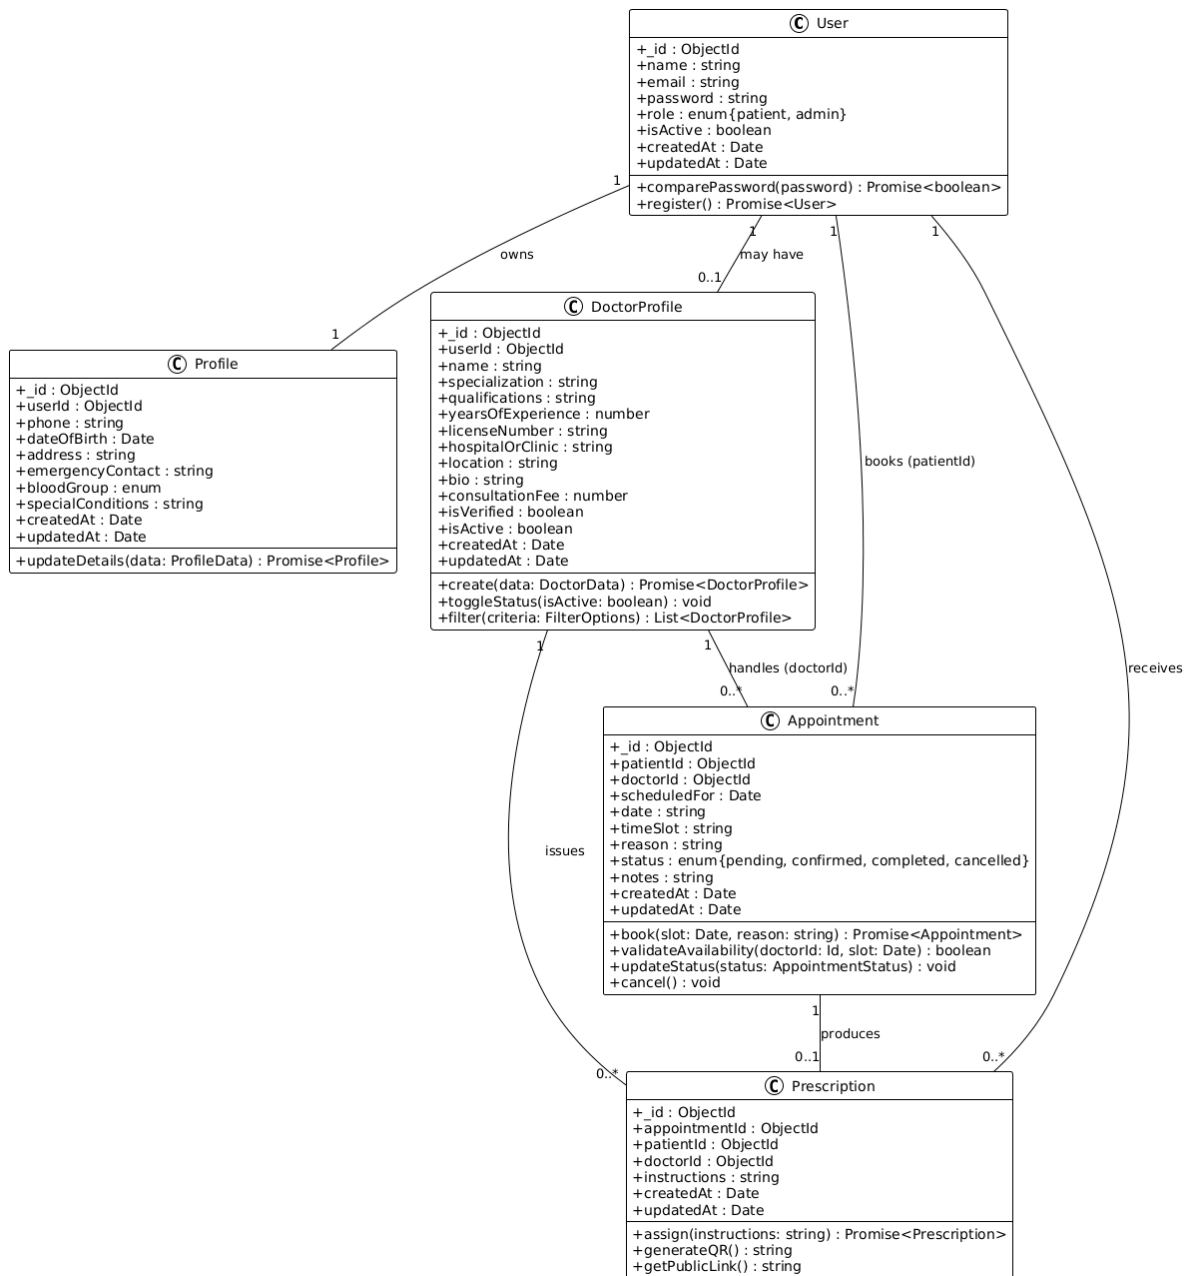 C User
+_id : ObjectId
+name : string
+email : string
+password : string
+role : enum{patient, admin}
+isActive : boolean
+createdAt : Date
+updatedAt : Date
+comparePassword(password) : Promise<boolean>
+register() : Promise<User>
1
1
1
1
owns
may have
0..1
1
C Profile
+_id : ObjectId
+userId : ObjectId
+phone : string
+dateOfBirth : Date
+address : string
+emergencyContact : string
+bloodGroup : enum
+specialConditions : string
+createdAt : Date
+updatedAt : Date
+updateDetails(data: ProfileData) : Promise<Profile>
C DoctorProfile
+_id : ObjectId
+userId : ObjectId
+name : string
+specialization : string
+qualifications : string
+yearsOfExperience : number
+licenseNumber : string
+hospitalOrClinic : string
+location : string
+bio : string
+consultationFee : number
+isVerified : boolean
+isActive : boolean
+createdAt : Date
+updatedAt : Date
+create(data: DoctorData) : Promise<DoctorProfile>
+toggleStatus(isActive: boolean) : void
+filter(criteria: FilterOptions) : List<DoctorProfile>
books (patientId)
1
1
handles (doctorId)
receives
0..*
0..*
C Appointment
+_id : ObjectId
+patientId : ObjectId
+doctorId : ObjectId
+scheduledFor : Date
+date : string
+timeSlot : string
+reason : string
+status : enum{pending, confirmed, completed, cancelled}
+notes : string
+createdAt : Date
+updatedAt : Date
+book(slot: Date, reason: string) : Promise<Appointment>
+validateAvailability(doctorId: Id, slot: Date) : boolean
+updateStatus(status: AppointmentStatus) : void
+cancel() : void
issues
1
produces
0..1
0..*
0..*
C Prescription
+_id : ObjectId
+appointmentId : ObjectId
+patientId : ObjectId
+doctorId : ObjectId
+instructions : string
+createdAt : Date
+updatedAt : Date
+assign(instructions: string) : Promise<Prescription>
+generateQR() : string
+getPublicLink() : string